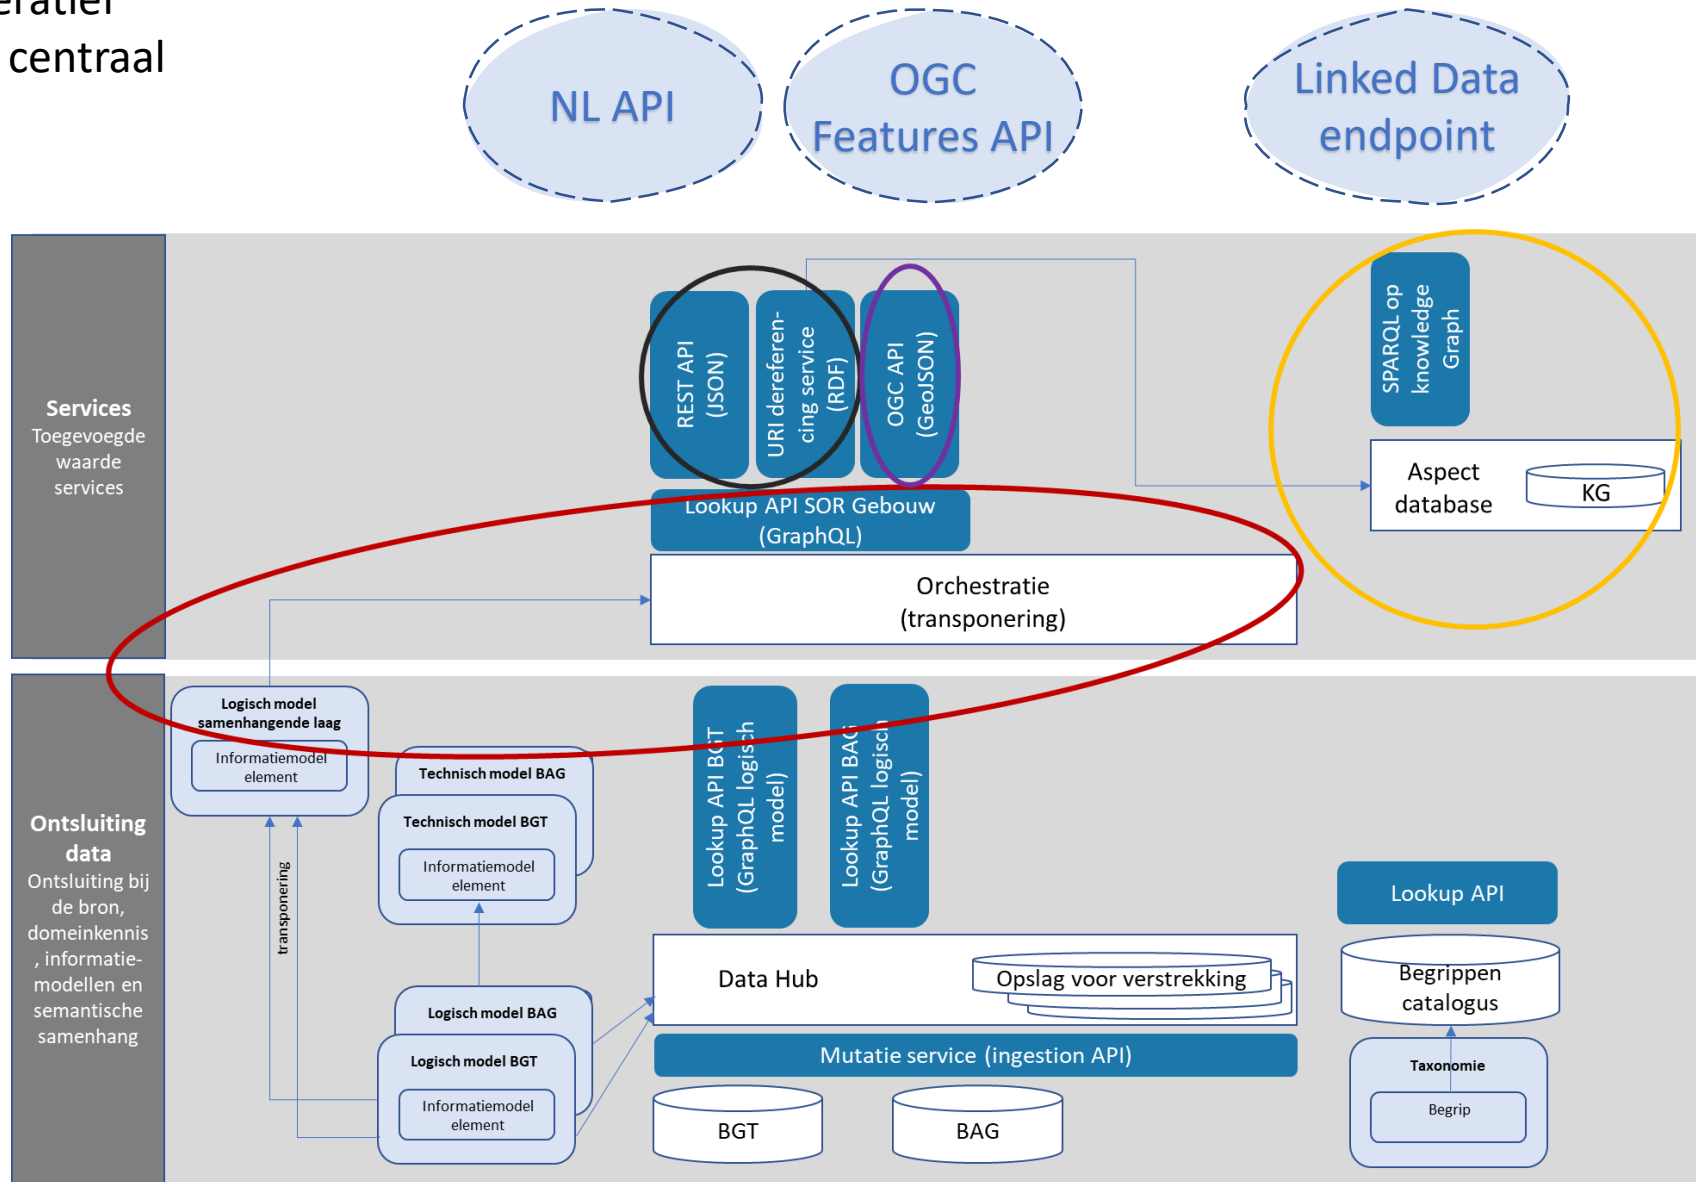 centraal
NL API
OGC
Features API
Linked Data
endpoint
Services
Toegevoegde
waarde
services
REST API
(JSON)
URI dereferen-
cing service
(RDF)
OGC API
(GeoJSON)
SPARQL op
knowledge
Graph
Aspect
database
KG
Lookup API SOR Gebouw
(GraphQL)
Orchestratie
(transponering)
Ontsluiting
data
Ontsluiting bij
de bron,
domeinkennis
, informatie-
modellen en
semantische
samenhang
Logisch model
samenhangende laag
Informatiemodel
element
transponering
Technisch model BAG
Technisch model BGT
Informatiemodel
element
Logisch model BAG
Logisch model BGT
Informatiemodel
element
Lookup API BGT
(GraphQL logisch
model)
Lookup API BAG
(GraphQL logisch
model)
Data Hub
Opslag voor verstrekking
Mutatie service (ingestion API)
BGT
BAG
Lookup API
Begrippen
catalogus
Taxonomie
Begrip